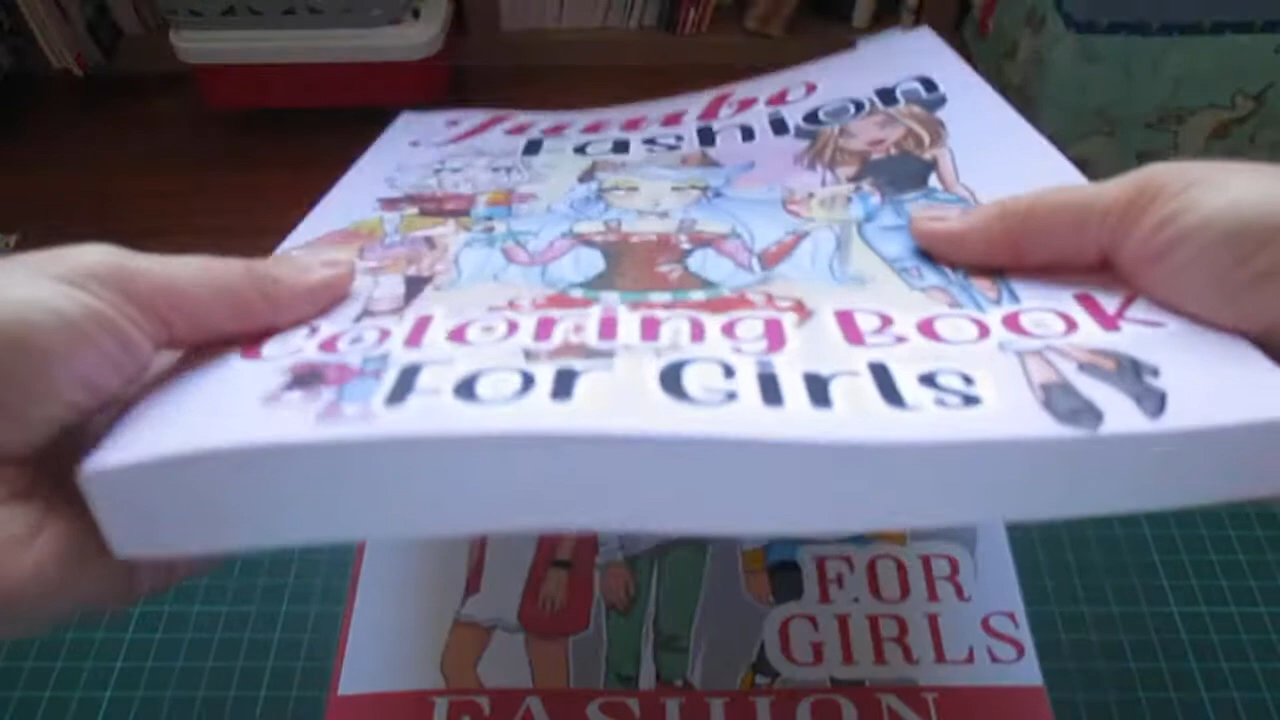 Jumbo
Fashion
Coloring Book
For Girls
FOR
GIRLS
FASHION